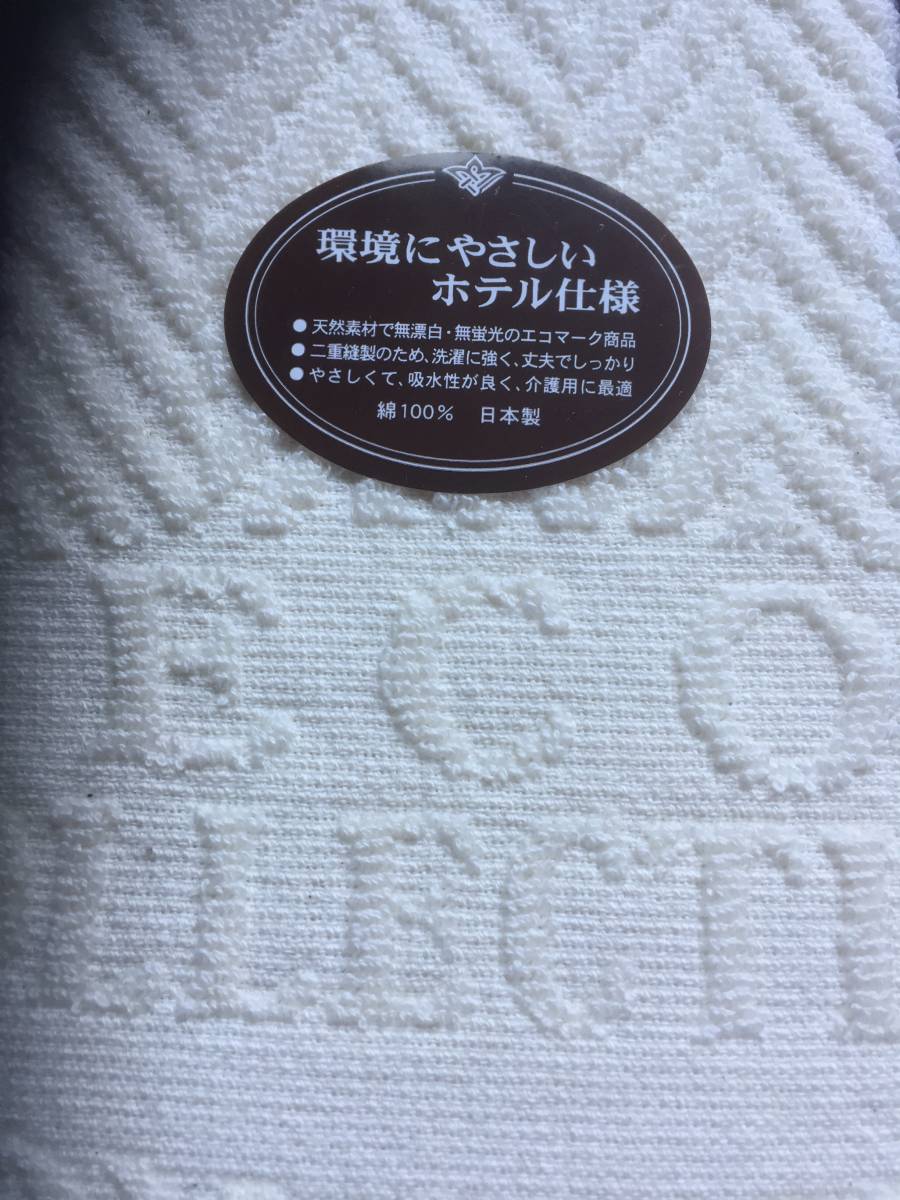 環境にやさしい
ホテル仕様
● 天然素材で無漂白・無蛍光のエコマーク商品
● 二重縫製のため、洗濯に強く、丈夫でしっかり
● やさしくて、吸水性が良く、介護用に最適
綿100% 日本製
ECO